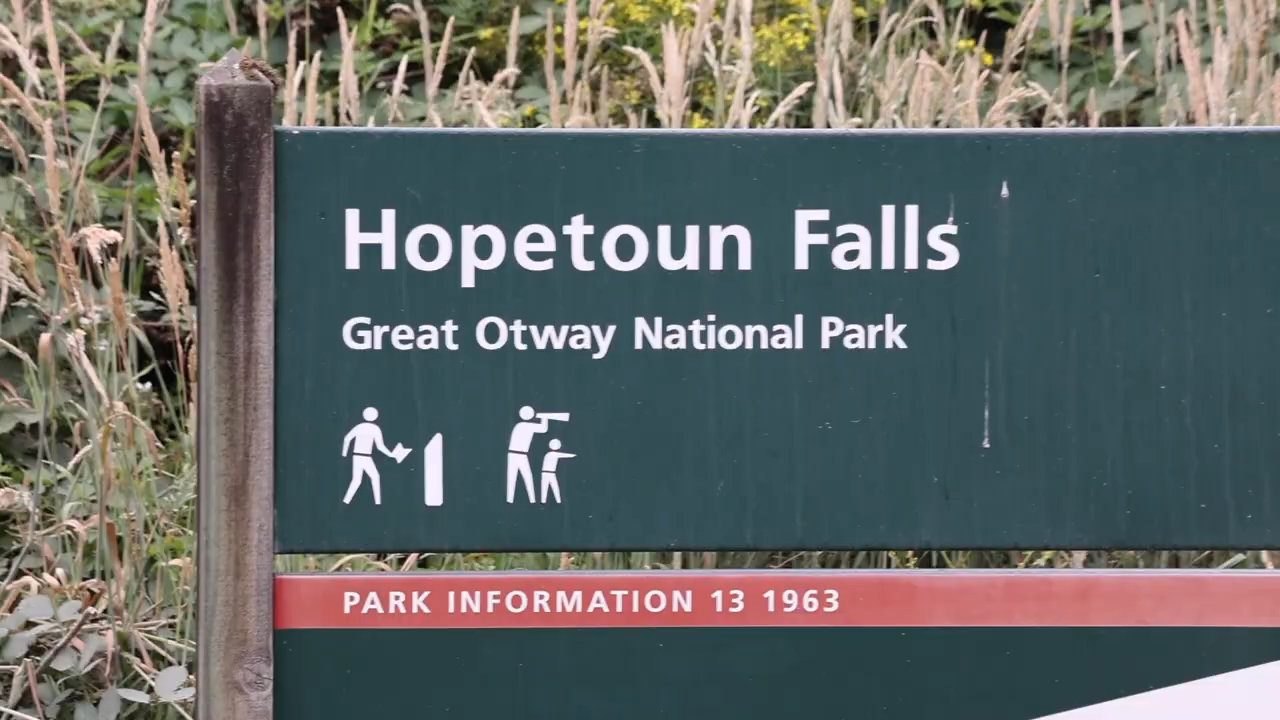 Hopetoun Falls
Great Otway National Park
PARK INFORMATION 13 1963